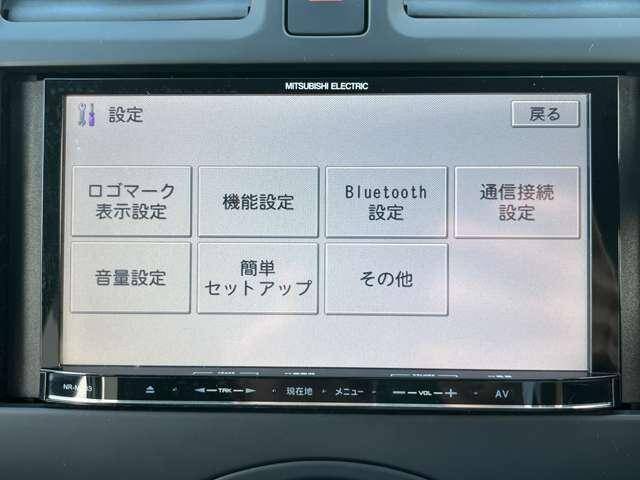 MITSUBISHI ELECTRIC
設定
戻る
ロゴマーク
表示設定
機能設定
Bluetooth
設定
通信接続
設定
音量設定
簡単
セットアップ
その他
TRK
現在地
メニュー
VOL
AV